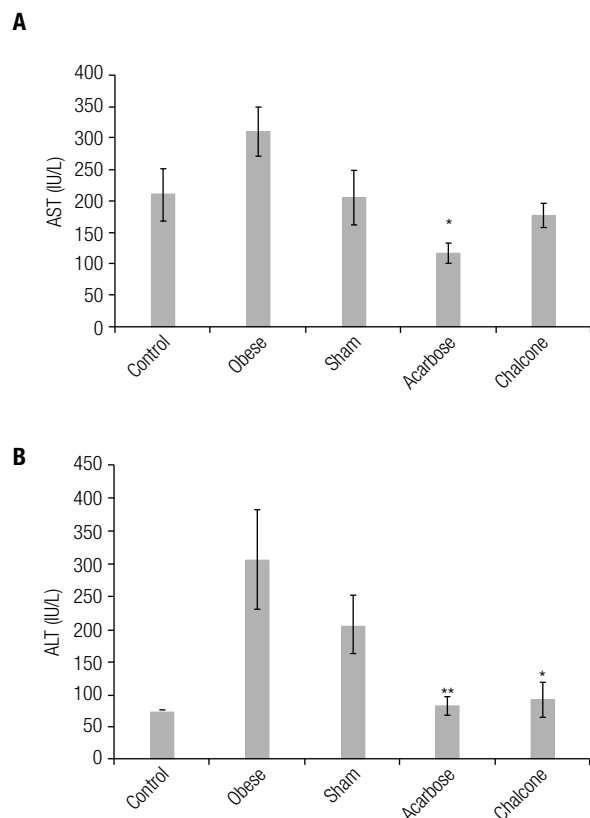 A
400
350
300
250
200
150
100
50
0
AST (IU/L)
*
Control
Obese
Sham
Acarbose
Chalcone
B
450
400
350
300
250
200
150
100
50
0
ALT (IU/L)
**
*
Control
Obese
Sham
Acarbose
Chalcone